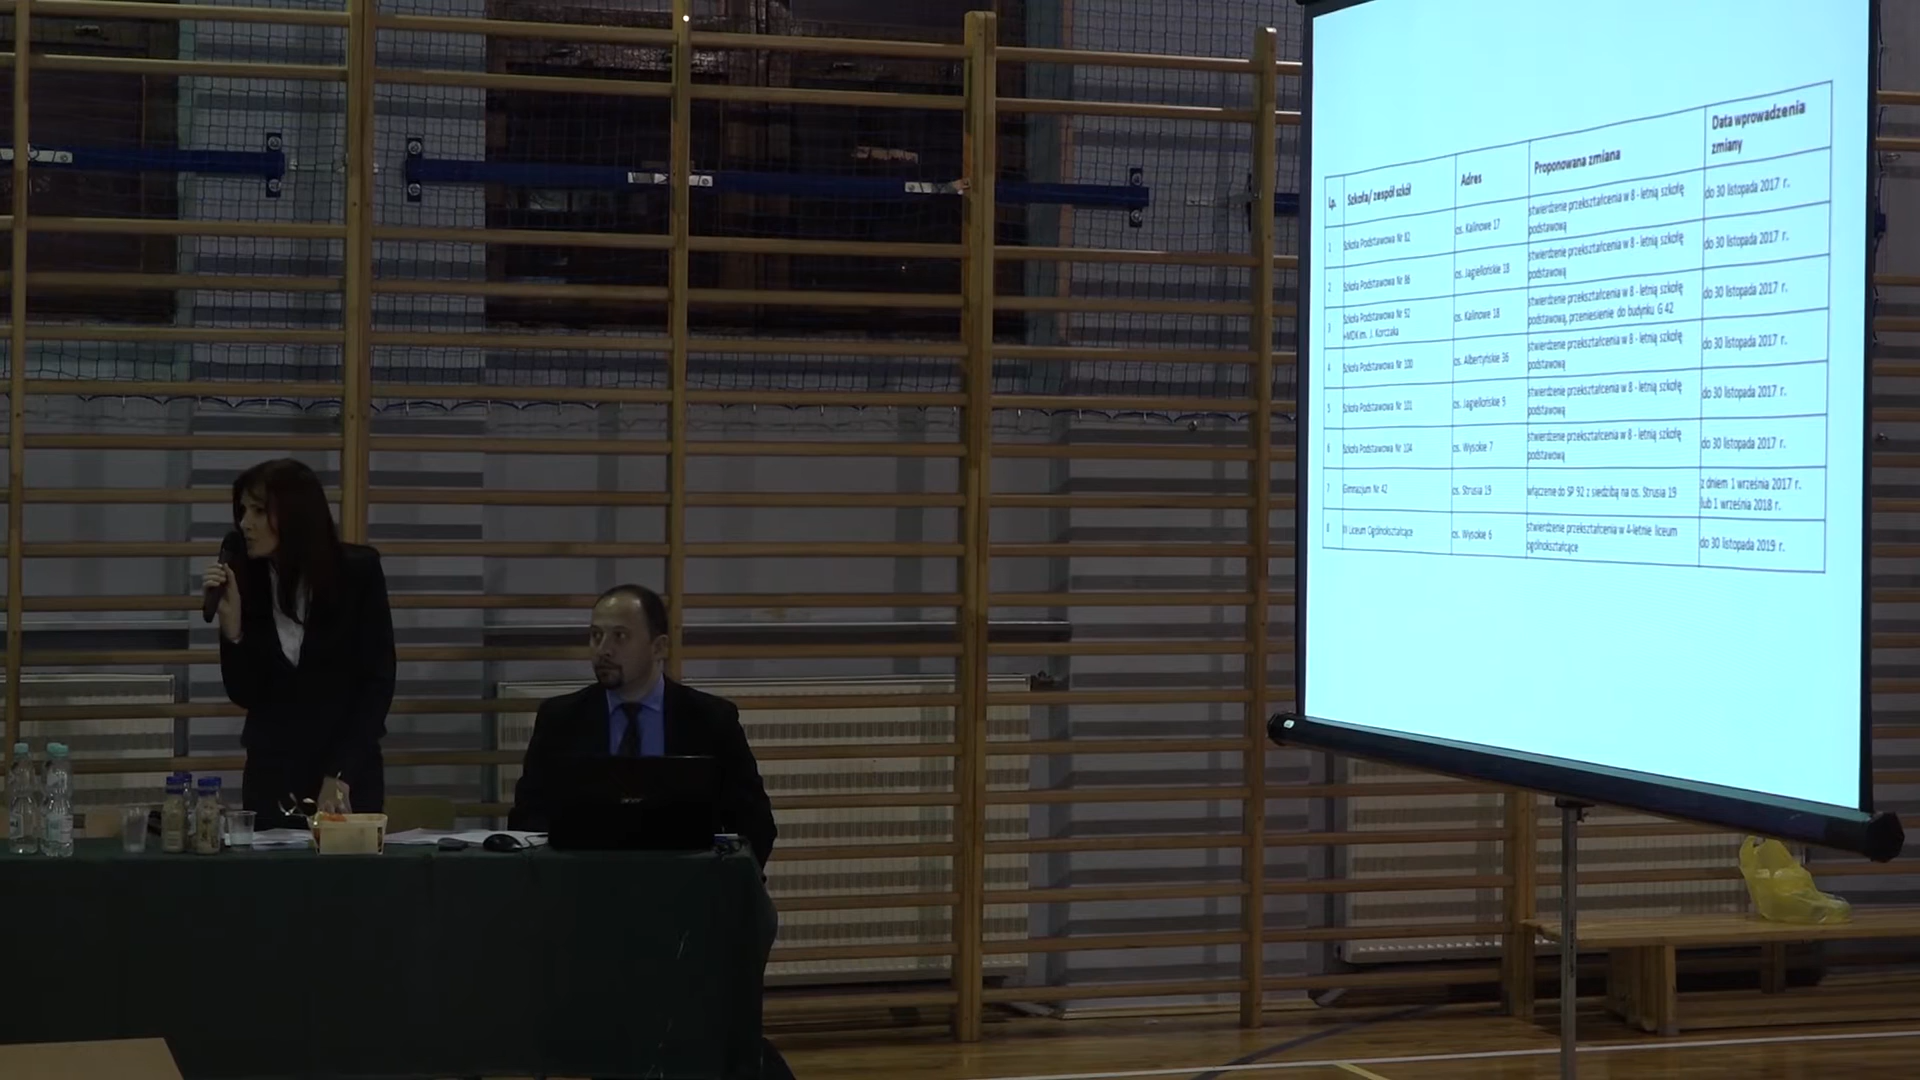 Lp. Szkoła/ zespół szkół Adres Proponowana zmiana Data wprowadzenia
zmiany
1 Szkoła Podstawowa Nr 82 os. Kalinowe 17 stwierdzenie przekształcenia w 8 - letnią szkołę
podstawową do 30 listopada 2017 r.
2 Szkoła Podstawowa Nr 86 os. Jagiellońskie 18 stwierdzenie przekształcenia w 8 - letnią szkołę
podstawową do 30 listopada 2017 r.
3 Szkoła Podstawowa Nr 52
+MDK im. J. Korczaka os. Kalinowe 18 stwierdzenie przekształcenia w 8 - letnią szkołę
podstawową, przeniesienie do budynku G 42 do 30 listopada 2017 r.
4 Szkoła Podstawowa Nr 100 os. Albertyńskie 36 stwierdzenie przekształcenia w 8 - letnią szkołę
podstawową do 30 listopada 2017 r.
5 Szkoła Podstawowa Nr 101 os. Jagiellońskie 9 stwierdzenie przekształcenia w 8 - letnią szkołę
podstawową do 30 listopada 2017 r.
6 Szkoła Podstawowa Nr 104 os. Wysokie 7 stwierdzenie przekształcenia w 8 - letnią szkołę
podstawową do 30 listopada 2017 r.
7 Gimnazjum Nr 42 os. Strusia 19 włączenie do SP 92 z siedzibą na os. Strusia 19 z dniem 1 września 2017 r.
lub 1 września 2018 r.
8 Liceum Ogólnokształcące os. Wysokie 6 stwierdzenie przekształcenia w 4-letnie liceum
ogólnokształcące do 30 listopada 2019 r.